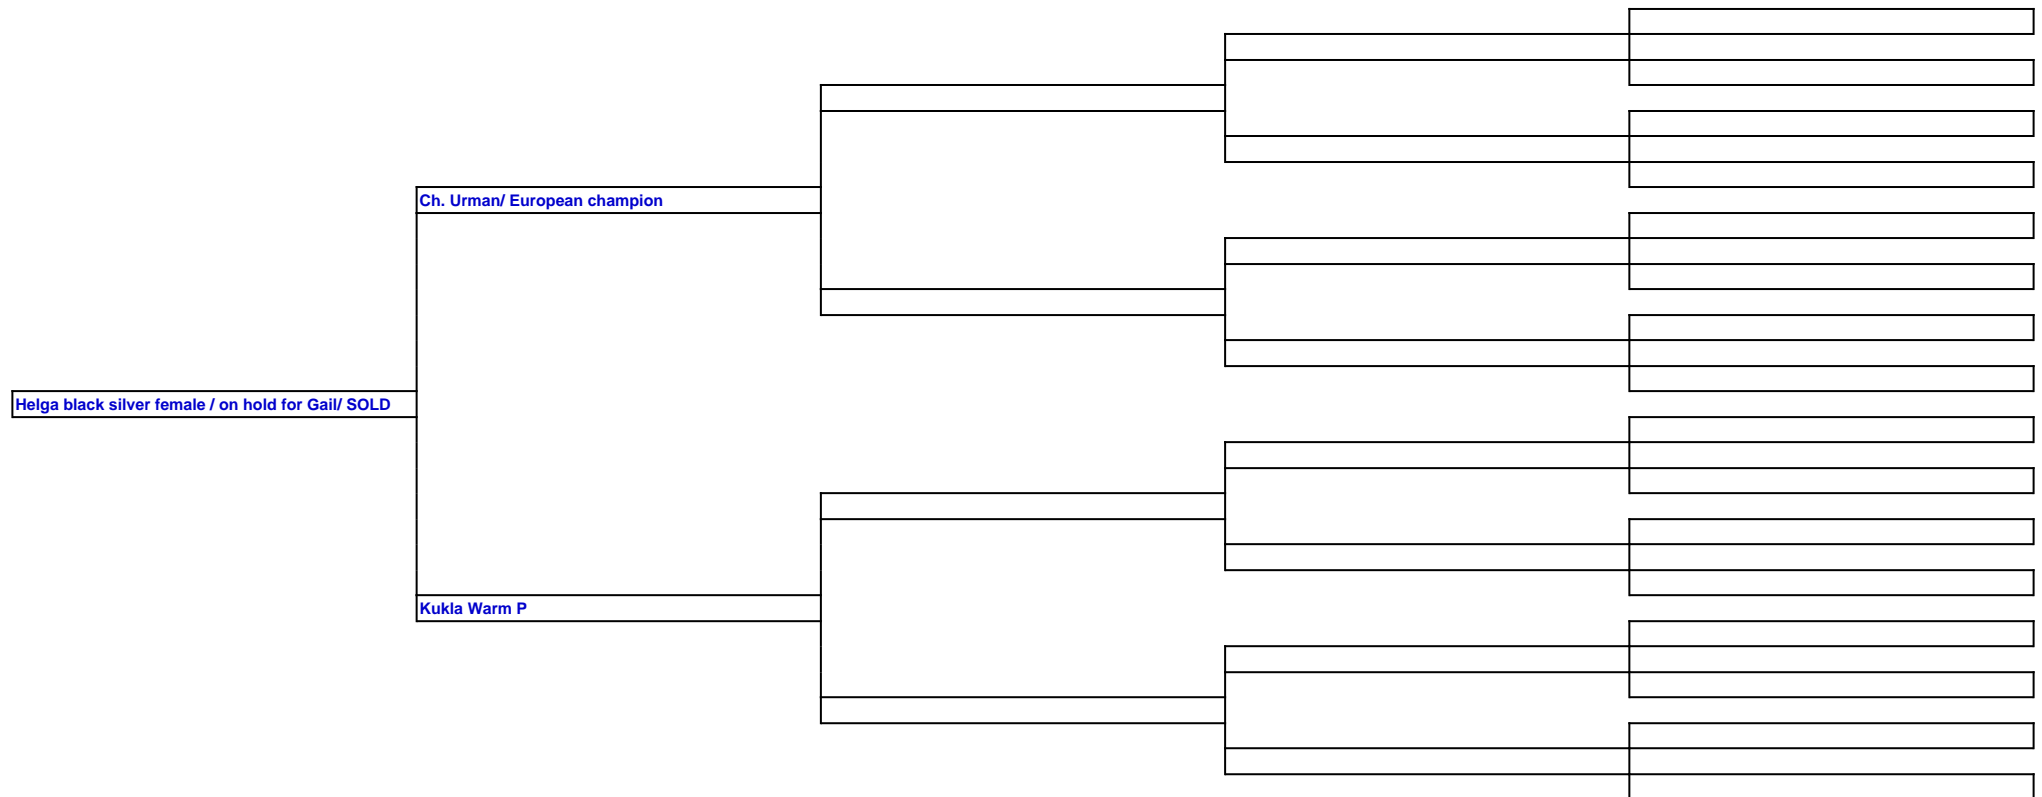 Ch. Urman/ European champion
Helga black silver female / on hold for Gail/ SOLD
Kukla Warm P